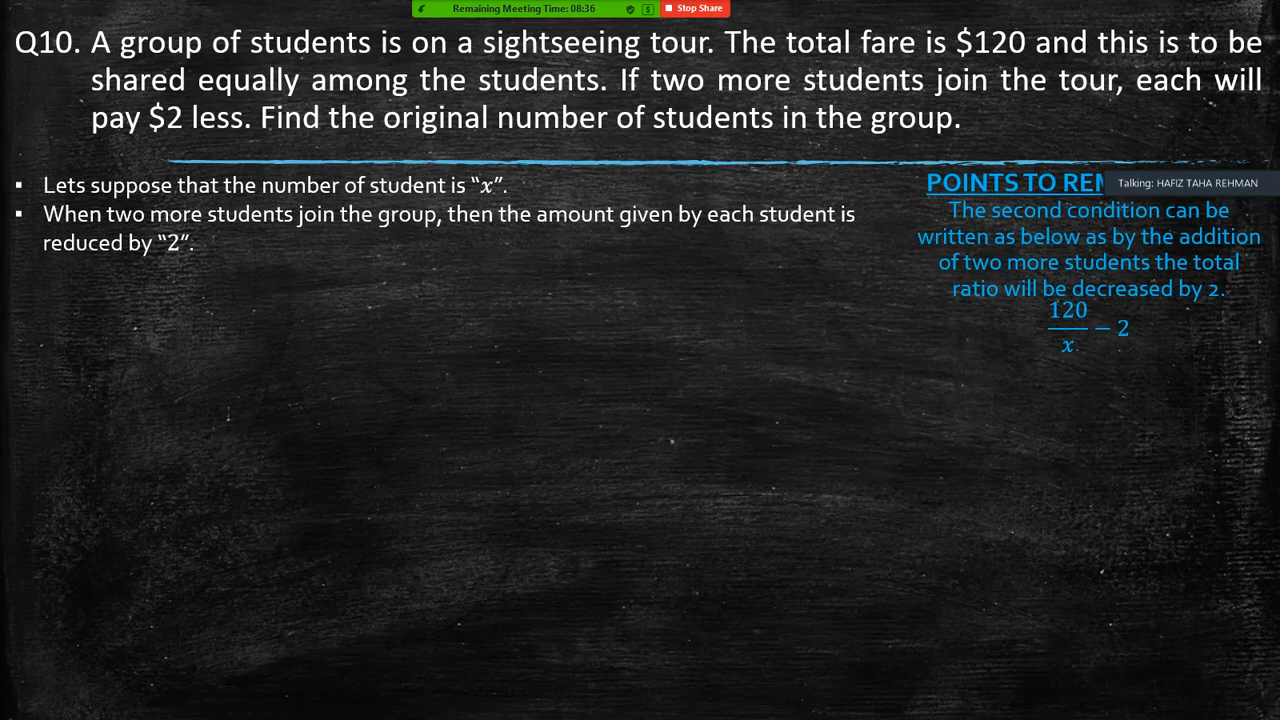 Remaining Meeting Time: 08:36
Stop Share
Q10. A group of students is on a sightseeing tour. The total fare is $120 and this is to be
shared equally among the students. If two more students join the tour, each will
pay $2 less. Find the original number of students in the group.
▪ Lets suppose that the number of student is “x”.
▪ When two more students join the group, then the amount given by each student is
reduced by “2”.
POINTS TO
Talking: HAFIZ TAHA REHMAN
The second condition can be
written as below as by the addition
of two more students the total
ratio will be decreased by 2.
120
— − 2
x